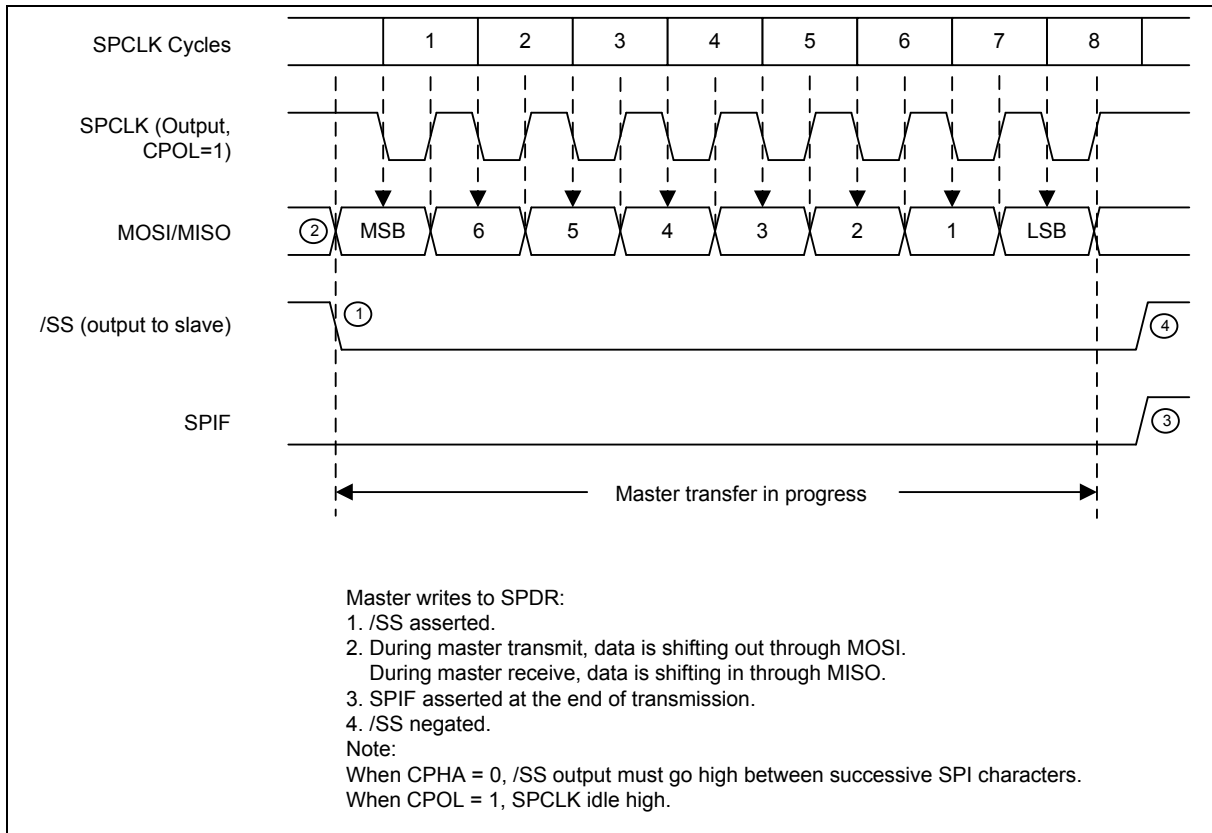 SPCLK Cycles
1 2 3 4 5 6 7 8
SPCLK (Output,
CPOL=1)
MOSI/MISO
2 MSB 6 5 4 3 2 1 LSB
/SS (output to slave)
1
4
SPIF
3
Master transfer in progress
Master writes to SPDR:
1. /SS asserted.
2. During master transmit, data is shifting out through MOSI.
During master receive, data is shifting in through MISO.
3. SPIF asserted at the end of transmission.
4. /SS negated.
Note:
When CPHA = 0, /SS output must go high between successive SPI characters.
When CPOL = 1, SPCLK idle high.